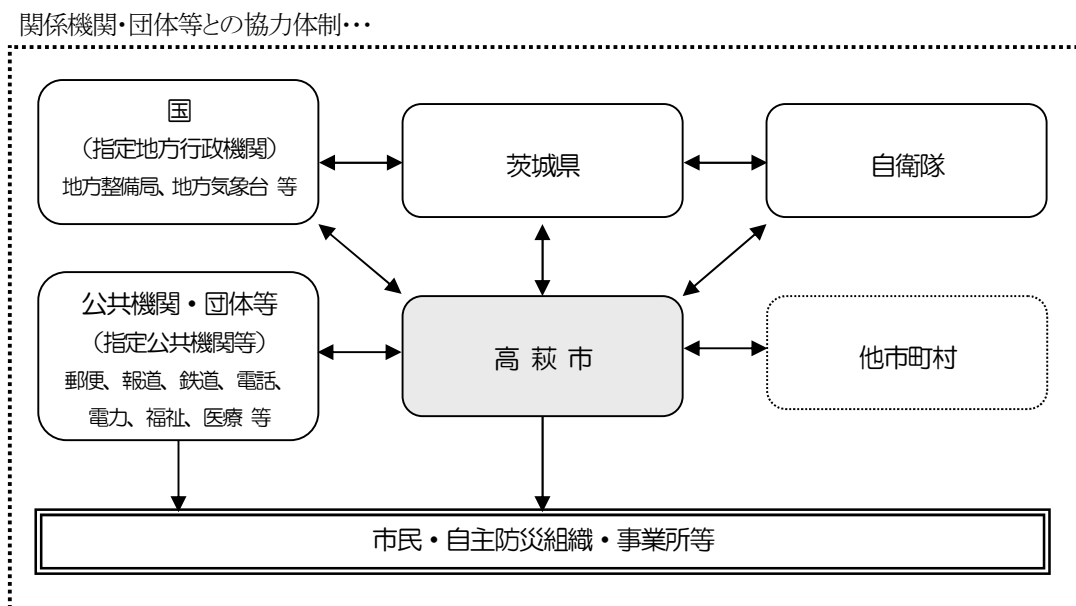 関係機関・団体等との協力体制・・・
国
（指定地方行政機関）
地方整備局、地方気象台 等
茨城県
自衛隊
公共機関・団体等
（指定公共機関等）
郵便、報道、鉄道、電話、
電力、福祉、医療 等
高 萩 市
他市町村
市民・自主防災組織・事業所等